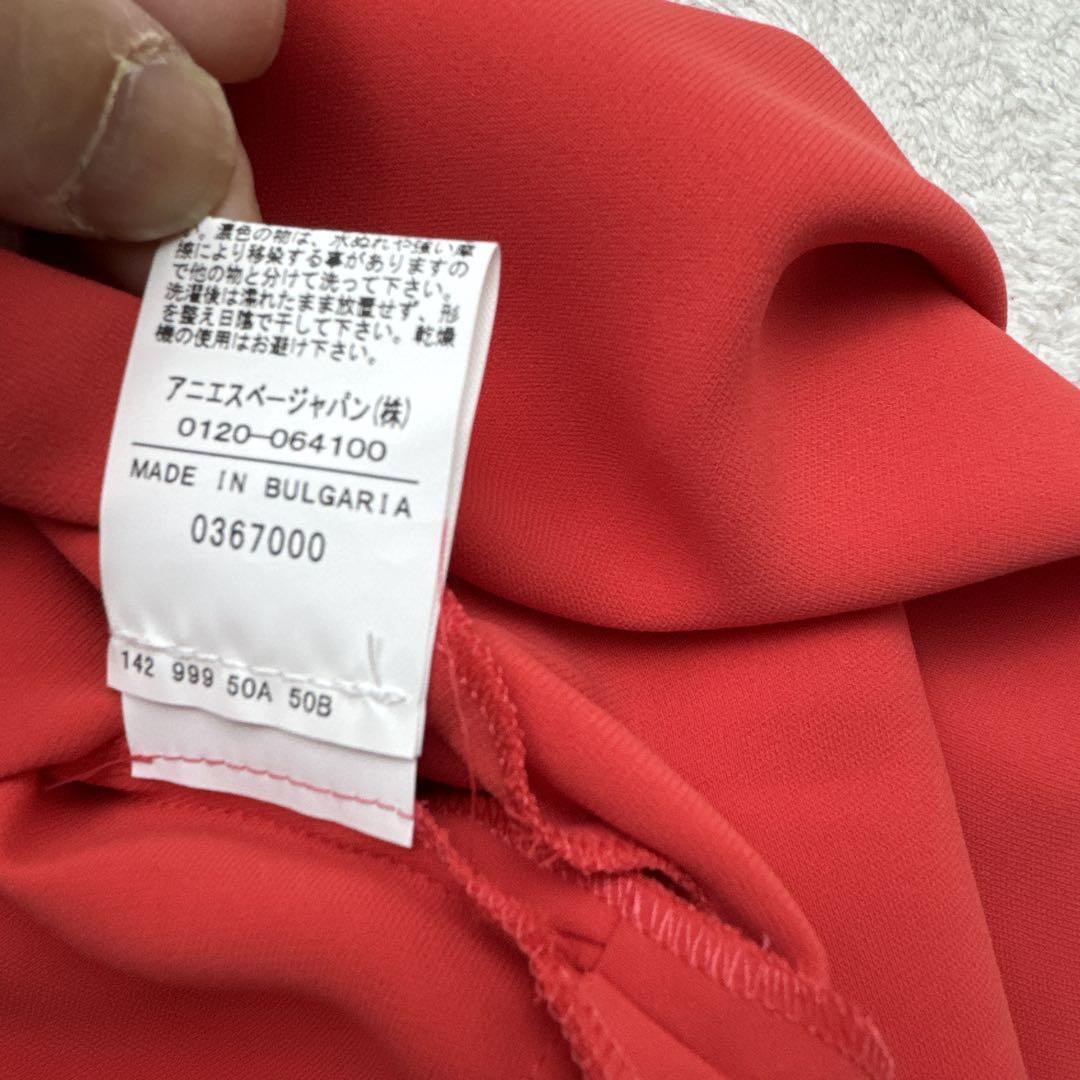 い。濃色の物は、水ぬれや強い摩
擦により移染する事がありますの
で他の物と分けて洗って下さい。
洗濯後は濡れたまま放置せず、形
を整え日陰で干して下さい。乾燥
機の使用はお避け下さい。
アニエスベージャパン(株)
0120-064100
MADE IN BULGARIA
0367000
142 999 50A 50B